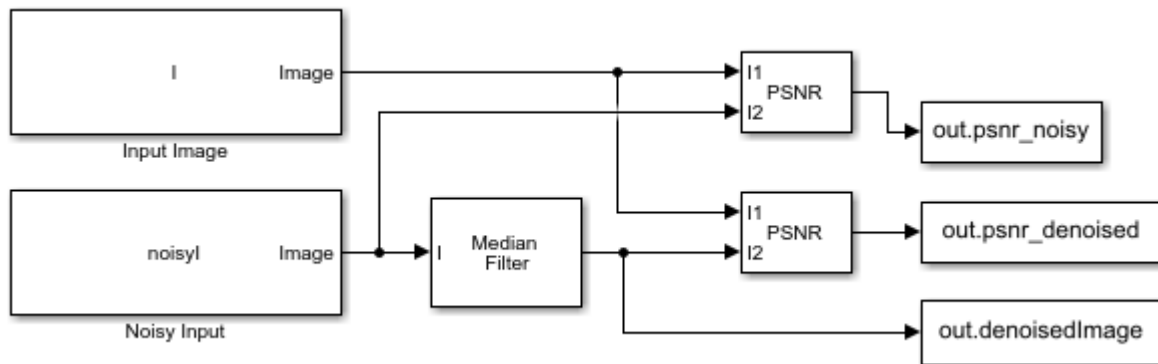 I
Image
Input Image
I1
PSNR
I2
out.psnr_noisy
noisyI
Image
Noisy Input
I
Median
Filter
I1
PSNR
I2
out.psnr_denoised
out.denoisedImage